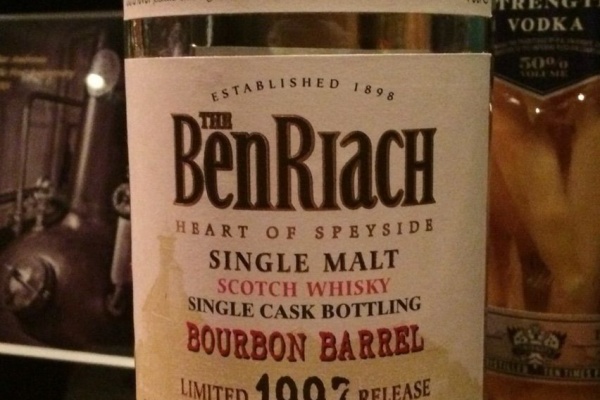 ESTABLISHED 1898
THE
BENRIACH
HEART OF SPEYSIDE
SINGLE MALT
SCOTCH WHISKY
SINGLE CASK BOTTLING
BOURBON BARREL
LIMITED 1997 RELEASE
VODKA
50%
VOLUME